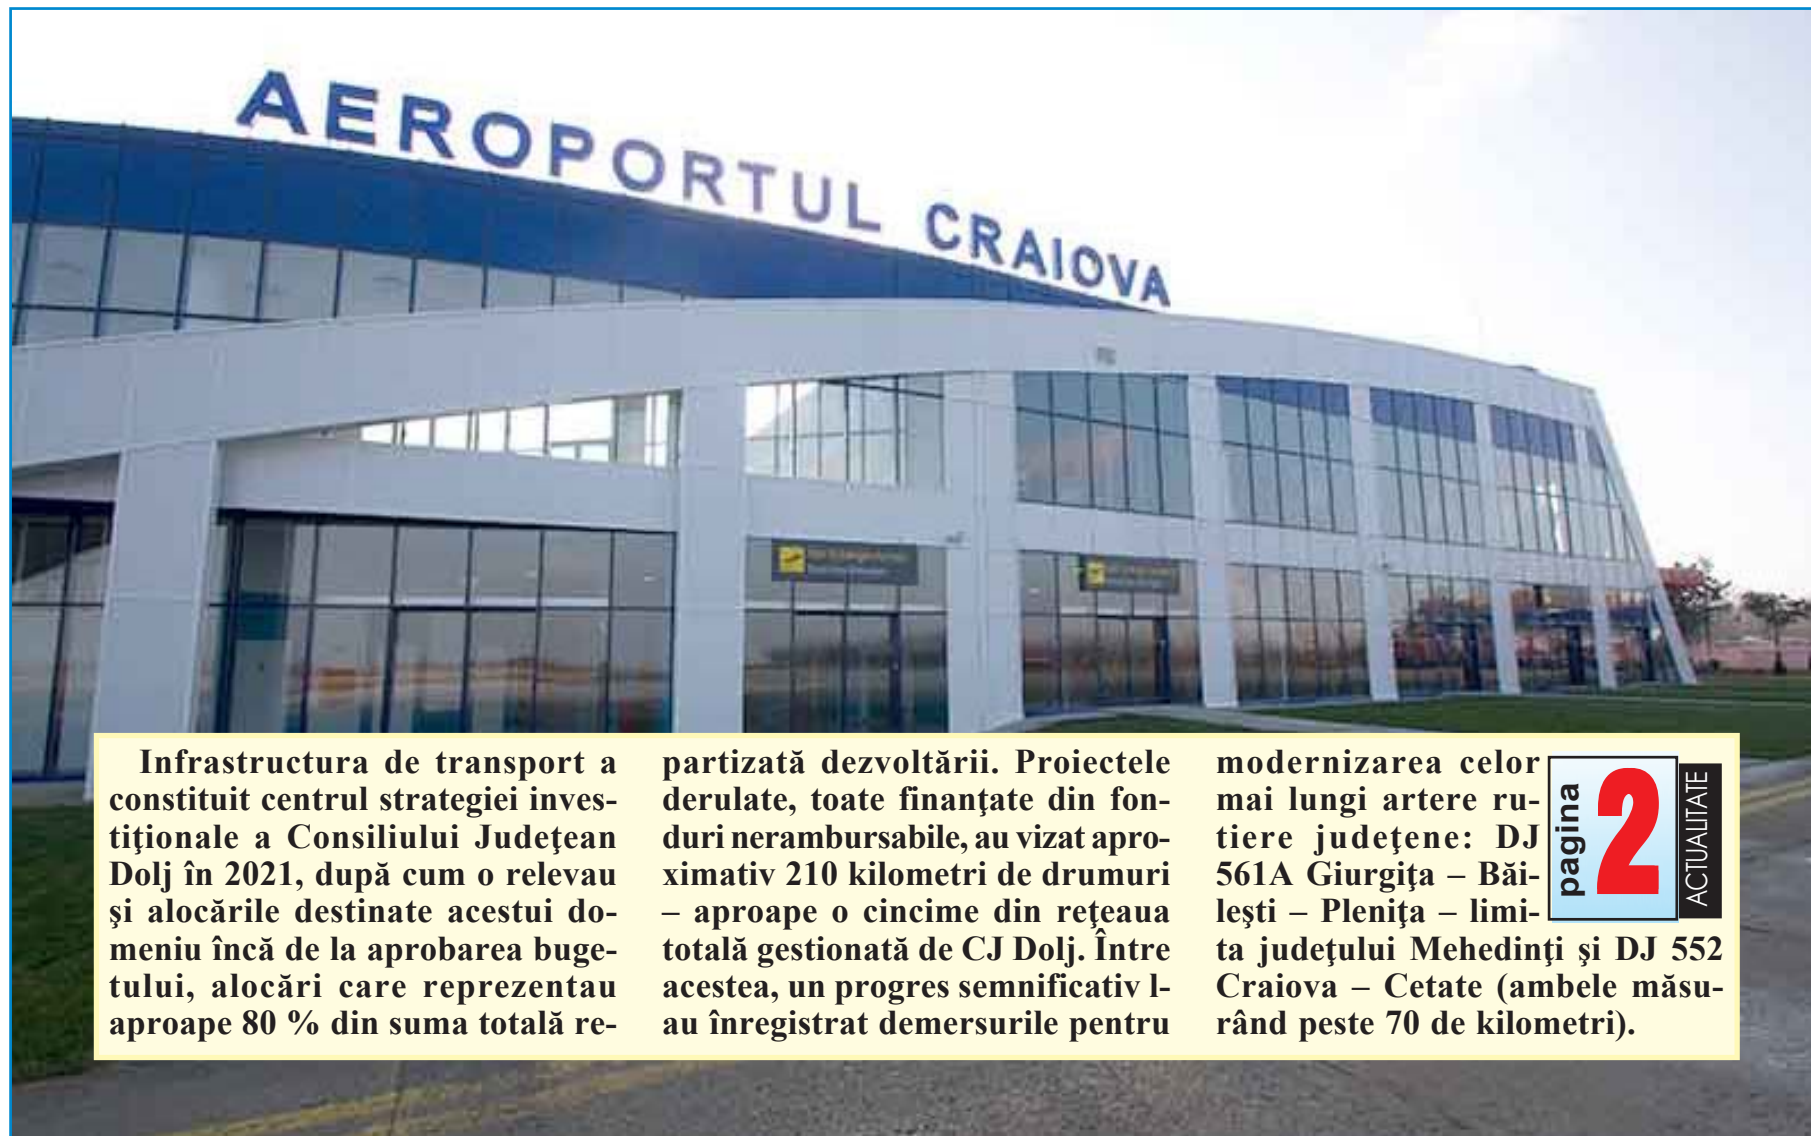 AEROPORTUL CRAIOVA
Infrastructura de transport a
constituit centrul strategiei inves-
tiţionale a Consiliului Judeţean
Dolj în 2021, după cum o relevau
şi alocările destinate acestui do-
meniu încă de la aprobarea buge-
tului, alocări care reprezentau
aproape 80 % din suma totală re-
partizată dezvoltării. Proiectele
derulate, toate finanţate din fon-
duri nerambursabile, au vizat apro-
ximativ 210 kilometri de drumuri
– aproape o cincime din reţeaua
totală gestionată de CJ Dolj. Între
acestea, un progres semnificativ l-
au înregistrat demersurile pentru
modernizarea celor
mai lungi artere ru-
tiere judeţene: DJ
561A Giurgiţa – Băi-
leşti – Pleniţa – limi-
ta judeţului Mehedinţi şi DJ 552
Craiova – Cetate (ambele măsu-
rând peste 70 de kilometri).
pagina
2
ACTUALITATE